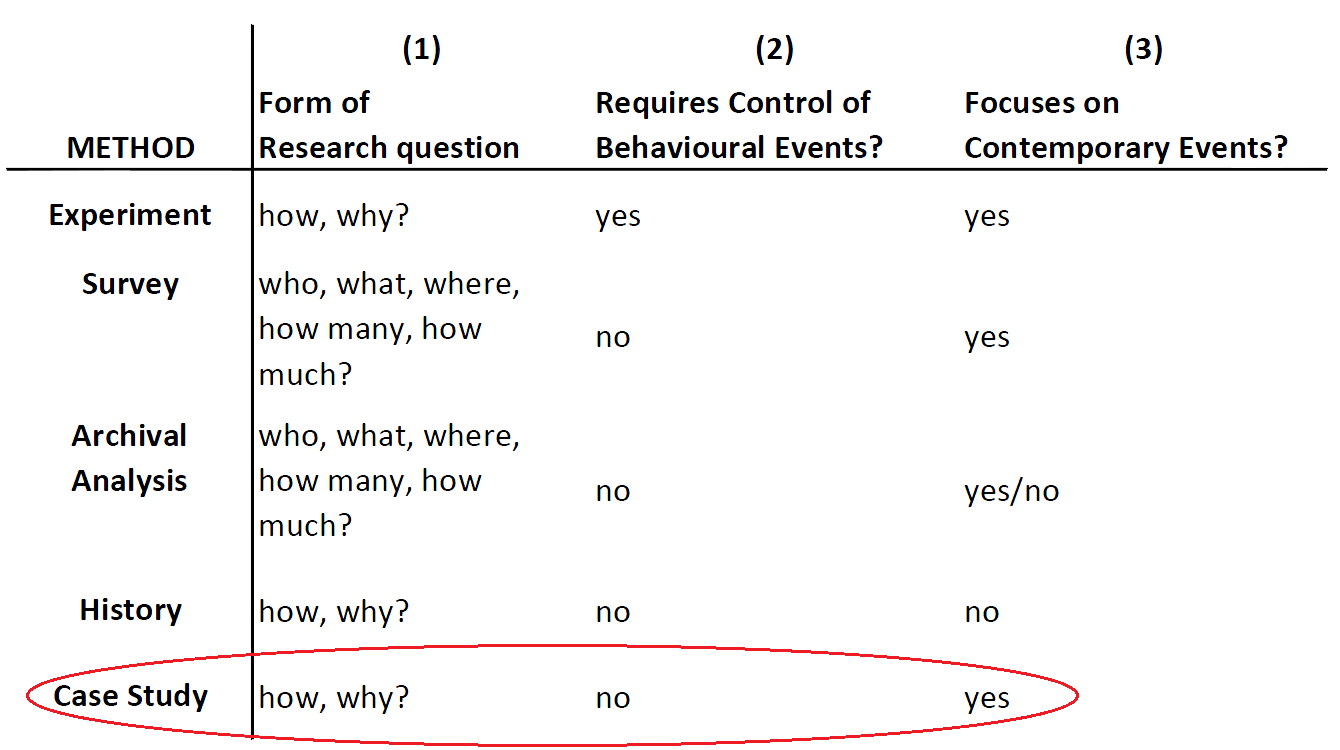 (1) (2) (3)
Form of Requires Control of Focuses on
METHOD Research question Behavioural Events? Contemporary Events?
Experiment how, why? yes yes
Survey who, what, where,
how many, how no yes
much?
Archival who, what, where,
Analysis how many, how no yes/no
much?
History how, why? no no
Case Study how, why? no yes